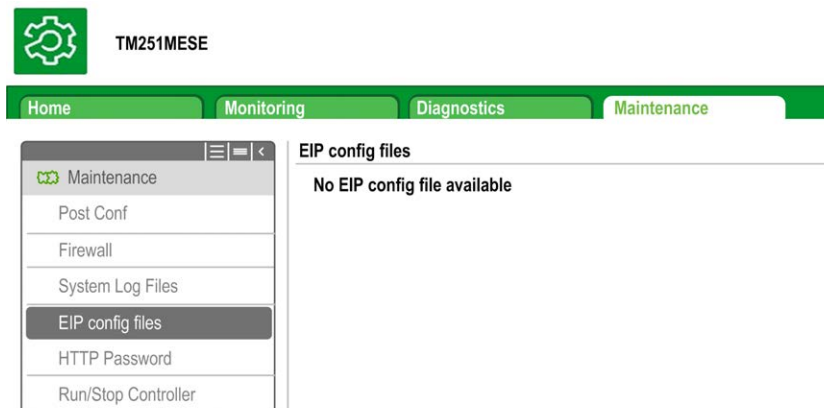 TM251MESE
Home
Monitoring
Diagnostics
Maintenance
EIP config files
No EIP config file available
Maintenance
Post Conf
Firewall
System Log Files
EIP config files
HTTP Password
Run/Stop Controller